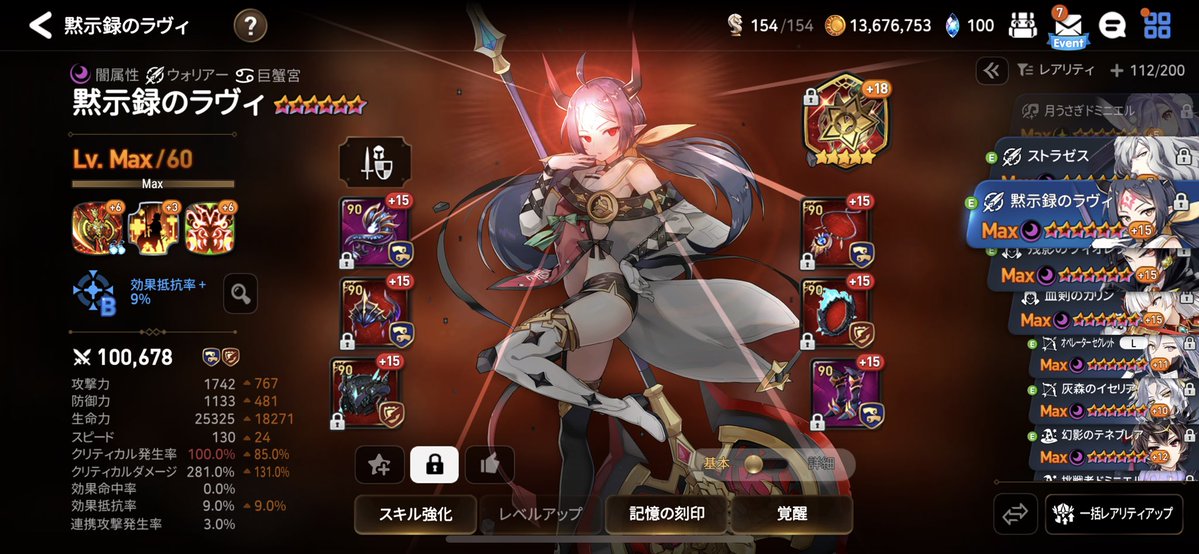 黙示録のラヴィ
?
154/154
13,676,753
100
7
Event
闇属性 ウォリアー 巨蟹宮
黙示録のラヴィ
Lv. Max/60
Max
+6
+3
+6
B
効果抵抗率 +
9%
100,678
攻撃力 1742 767
防御力 1133 481
生命力 25325 18271
スピード 130 24
クリティカル発生率 100.0% 85.0%
クリティカルダメージ 281.0% 131.0%
効果命中率 0.0%
効果抵抗率 9.0% 9.0%
連携攻撃発生率 3.0%
+18
90 +15
90 +15
90 +15
90 +15
90 +15
90 +15
基本 詳細
スキル強化
レベルアップ
記憶の刻印
覚醒
レアリティ
112/200
月うさぎドミニエル
Max
E ストラゼス
E 黙示録のラヴィ
Max +15
E
Max +15
血剣のカリン
Max +15
E オペレーターセクレト L
Max +11
E 灰森のイセリア
Max +10
E 幻影のテネブレア
Max +12
一括レアリティアップ